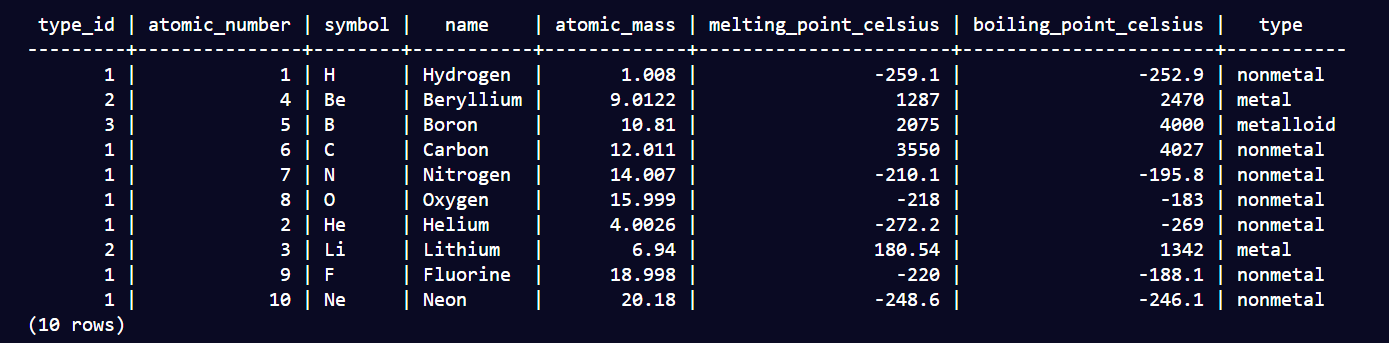 type_id | atomic_number | symbol |   name    | atomic_mass | melting_point_celsius | boiling_point_celsius |   type
---------+---------------+--------+-----------+-------------+-----------------------+-----------------------+-----------
       1 |             1 | H      | Hydrogen  |       1.008 |                -259.1 |                -252.9 | nonmetal
       2 |             4 | Be     | Beryllium |      9.0122 |                  1287 |                  2470 | metal
       3 |             5 | B      | Boron     |       10.81 |                  2075 |                  4000 | metalloid
       1 |             6 | C      | Carbon    |      12.011 |                  3550 |                  4027 | nonmetal
       1 |             7 | N      | Nitrogen  |      14.007 |                -210.1 |                -195.8 | nonmetal
       1 |             8 | O      | Oxygen    |      15.999 |                  -218 |                  -183 | nonmetal
       1 |             2 | He     | Helium    |      4.0026 |                -272.2 |                  -269 | nonmetal
       2 |             3 | Li     | Lithium   |        6.94 |                180.54 |                  1342 | metal
       1 |             9 | F      | Fluorine  |      18.998 |                  -220 |                -188.1 | nonmetal
       1 |            10 | Ne     | Neon      |       20.18 |                -248.6 |                -246.1 | nonmetal
(10 rows)